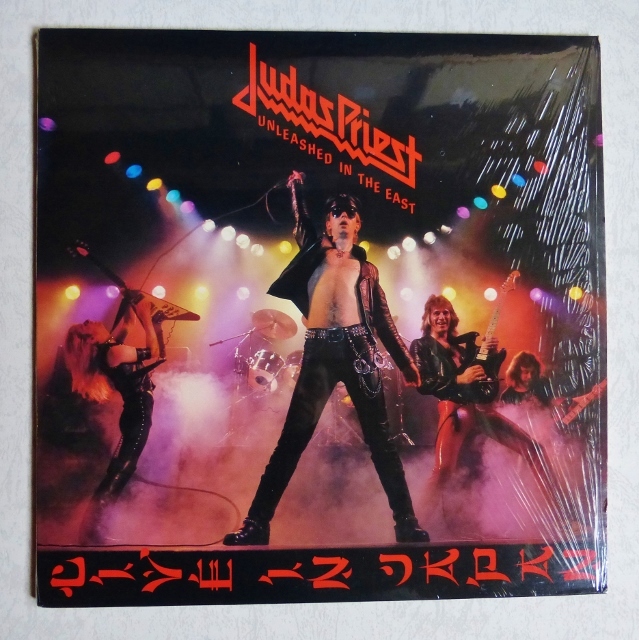 Judas Priest
UNLEASHED IN THE EAST
LIVE IN JAPAN